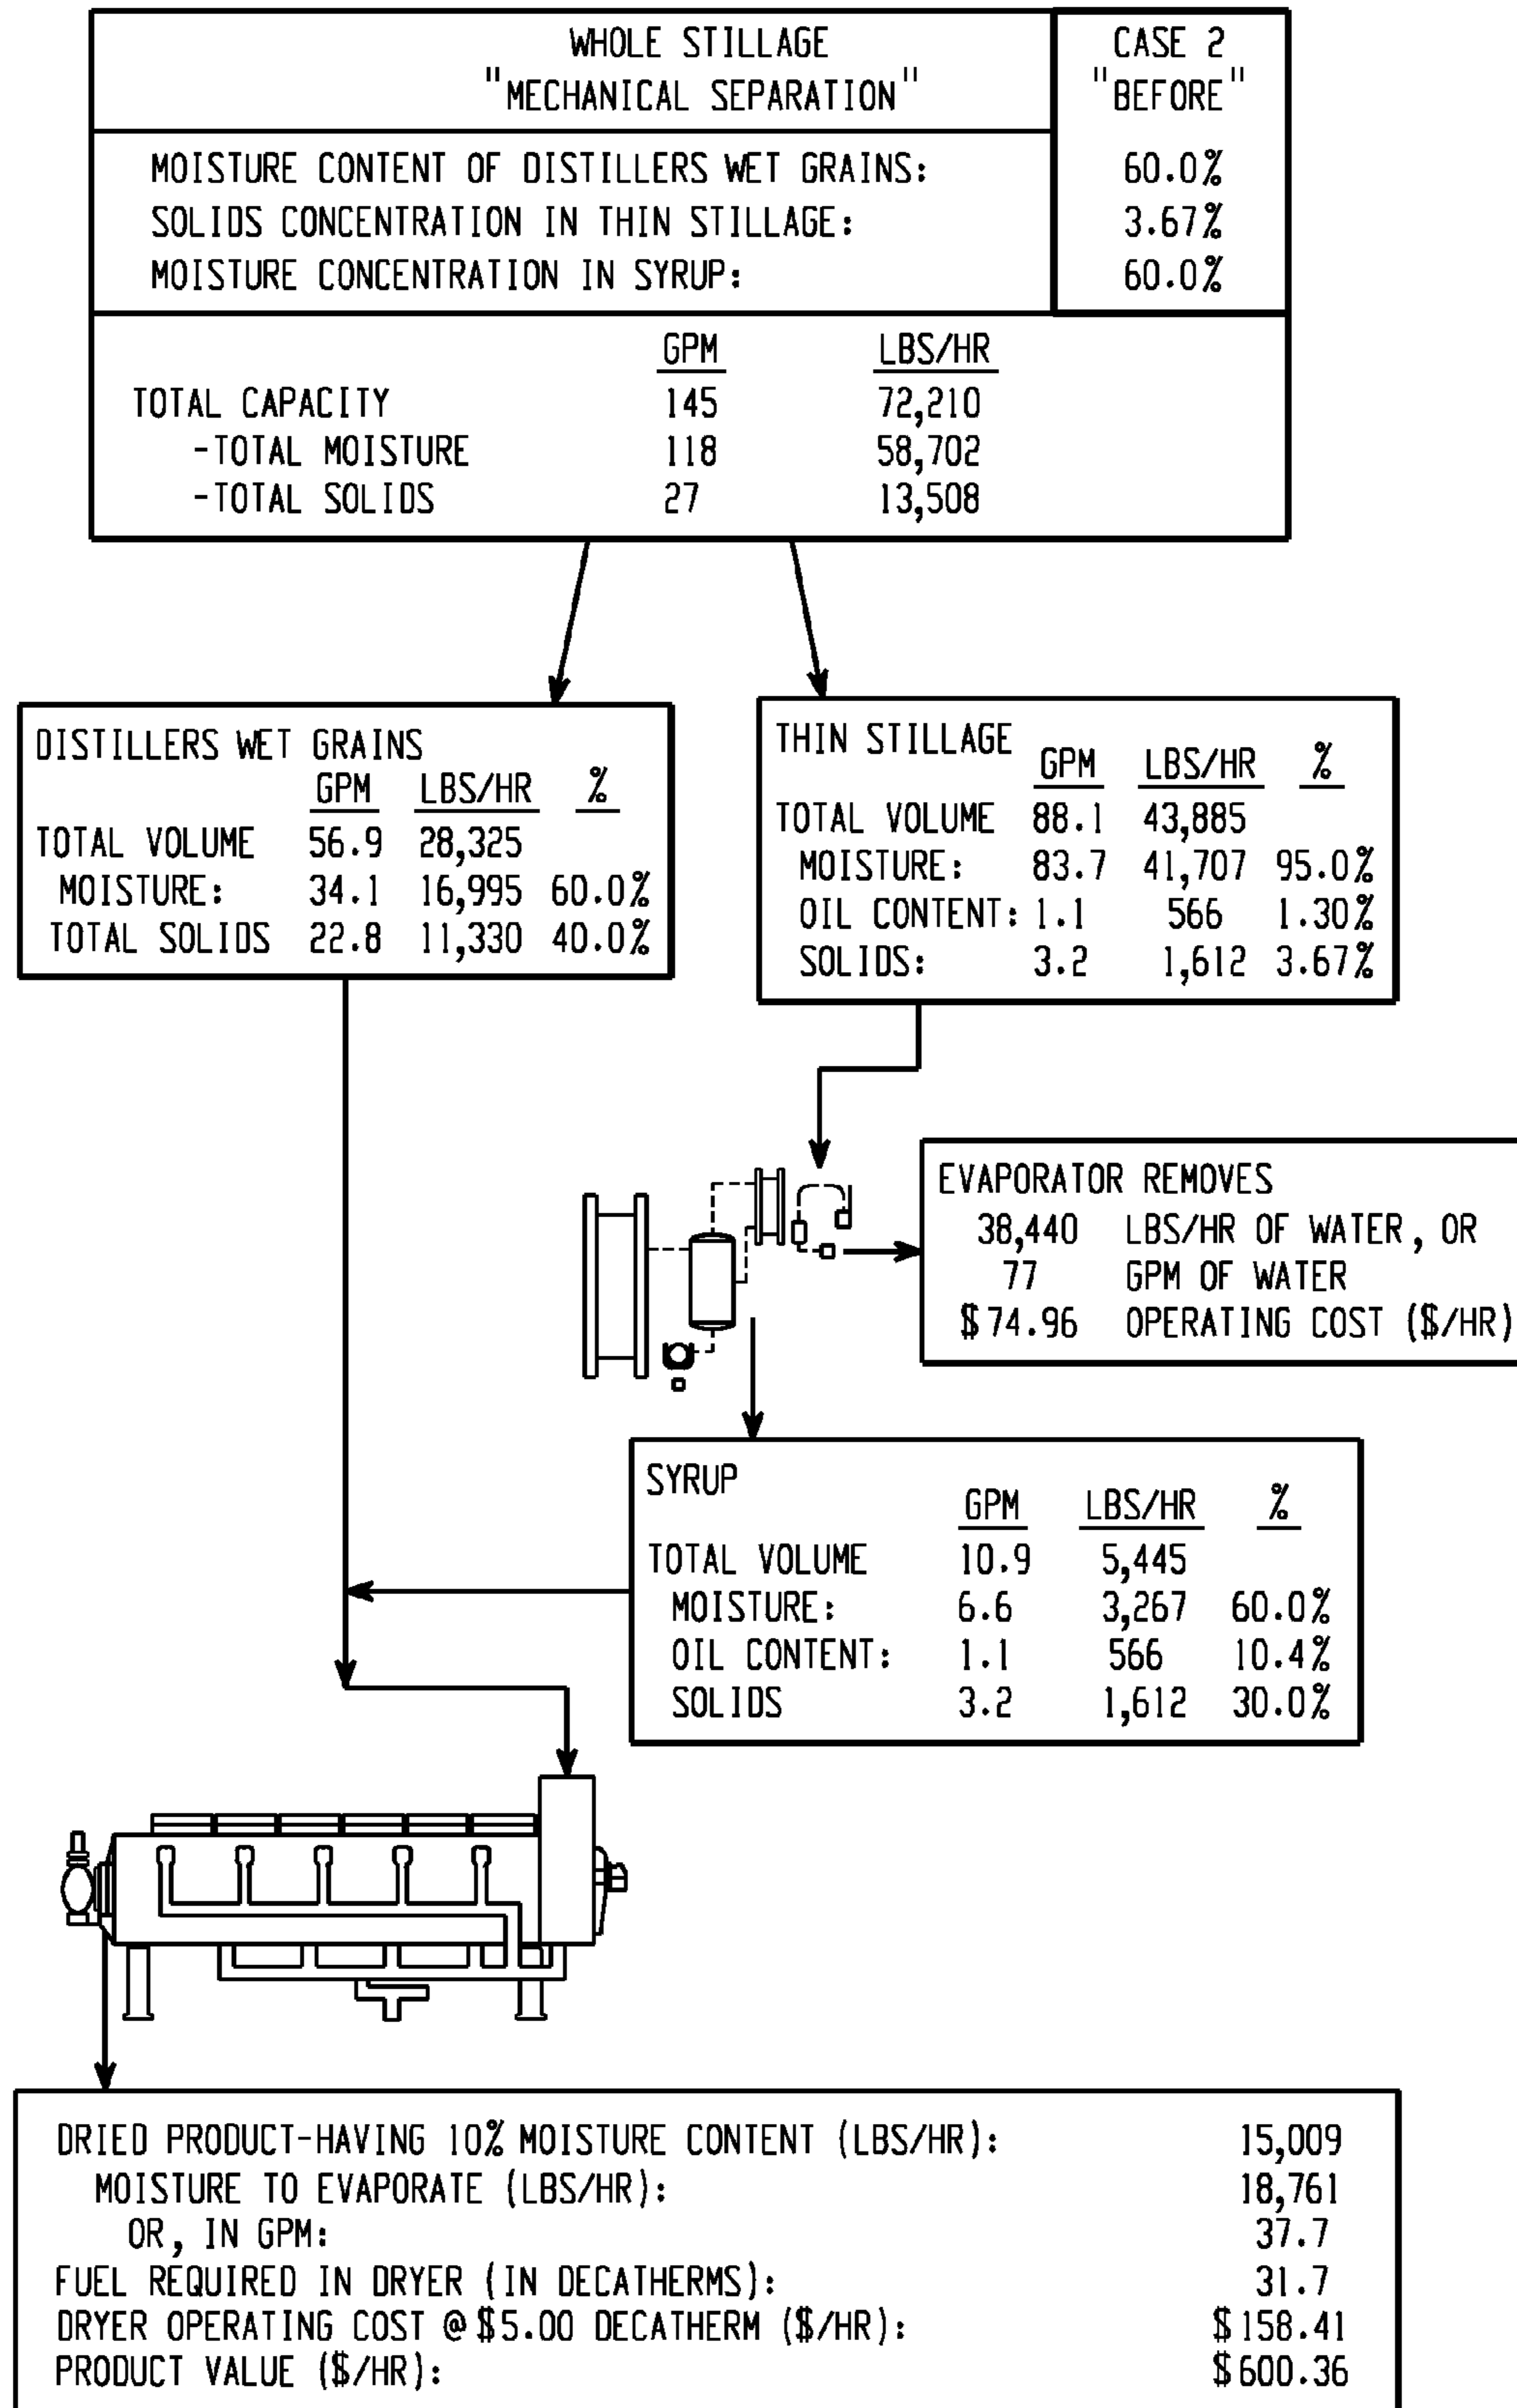 WHOLE STILLAGE
"MECHANICAL SEPARATION"
CASE 2
"BEFORE"
MOISTURE CONTENT OF DISTILLERS WET GRAINS: 60.0%
SOLIDS CONCENTRATION IN THIN STILLAGE: 3.67%
MOISTURE CONCENTRATION IN SYRUP: 60.0%
GPM LBS/HR
TOTAL CAPACITY 145 72,210
-TOTAL MOISTURE 118 58,702
-TOTAL SOLIDS 27 13,508
DISTILLERS WET GRAINS
GPM LBS/HR %
TOTAL VOLUME 56.9 28,325
MOISTURE: 34.1 16,995 60.0%
TOTAL SOLIDS 22.8 11,330 40.0%
THIN STILLAGE GPM LBS/HR %
TOTAL VOLUME 88.1 43,885
MOISTURE: 83.7 41,707 95.0%
OIL CONTENT: 1.1 566 1.30%
SOLIDS: 3.2 1,612 3.67%
EVAPORATOR REMOVES
38,440 LBS/HR OF WATER, OR
77 GPM OF WATER
$74.96 OPERATING COST ($/HR)
SYRUP
GPM LBS/HR %
TOTAL VOLUME 10.9 5,445
MOISTURE: 6.6 3,267 60.0%
OIL CONTENT: 1.1 566 10.4%
SOLIDS 3.2 1,612 30.0%
DRIED PRODUCT-HAVING 10% MOISTURE CONTENT (LBS/HR): 15,009
MOISTURE TO EVAPORATE (LBS/HR): 18,761
OR, IN GPM: 37.7
FUEL REQUIRED IN DRYER (IN DECATHERMS): 31.7
DRYER OPERATING COST @ $5.00 DECATHERM ($/HR): $158.41
PRODUCT VALUE ($/HR): $600.36